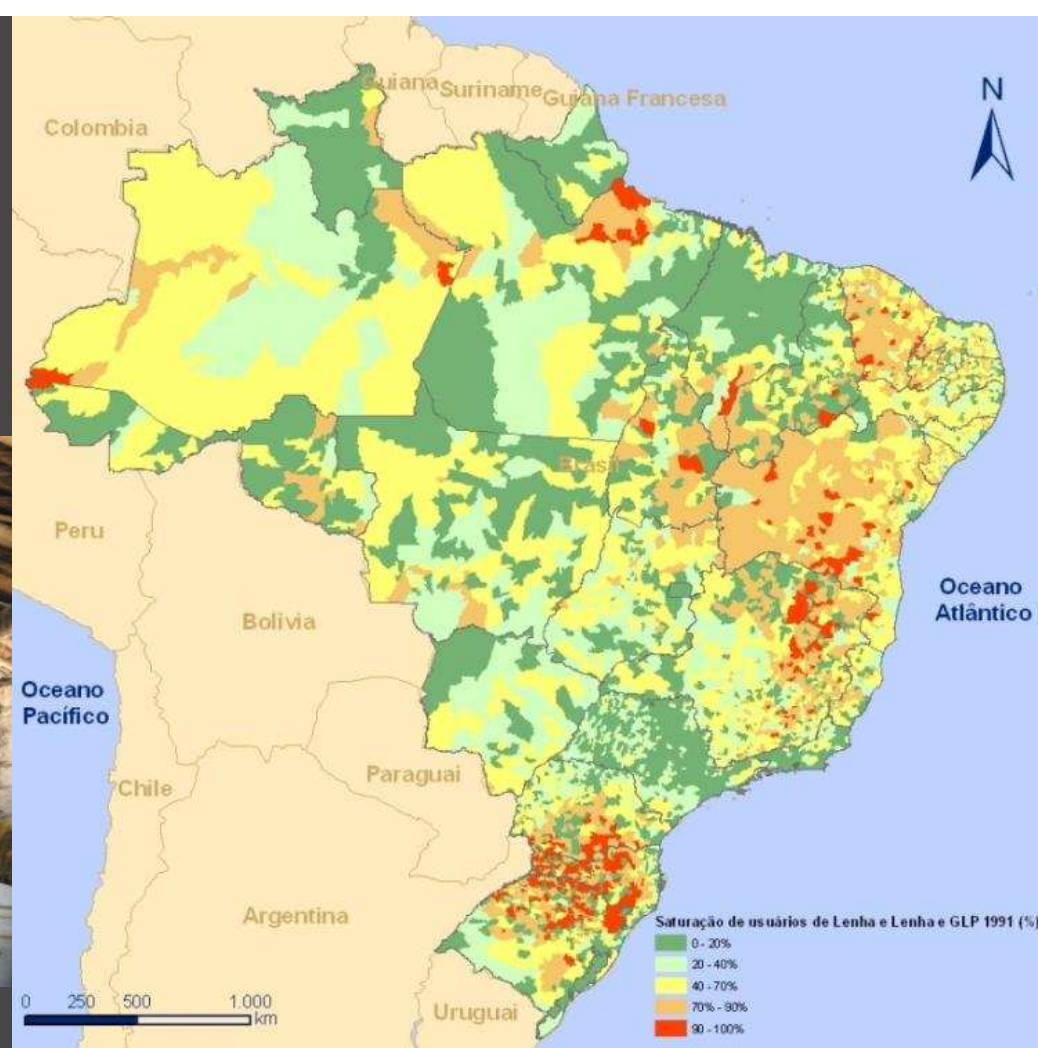 N
Guiana
Suriname
Guiana Francesa
Colombia
Brasil
Peru
Bolivia
Oceano
Atlântico
Oceano
Pacífico
Paraguai
Chile
Argentina
Uruguai
Saturação de usuários de Lenha e Lenha e GLP 1991 (%)
0 - 20%
20 - 40%
40 - 70%
70% - 90%
90 - 100%
0 250 500 1.000
km